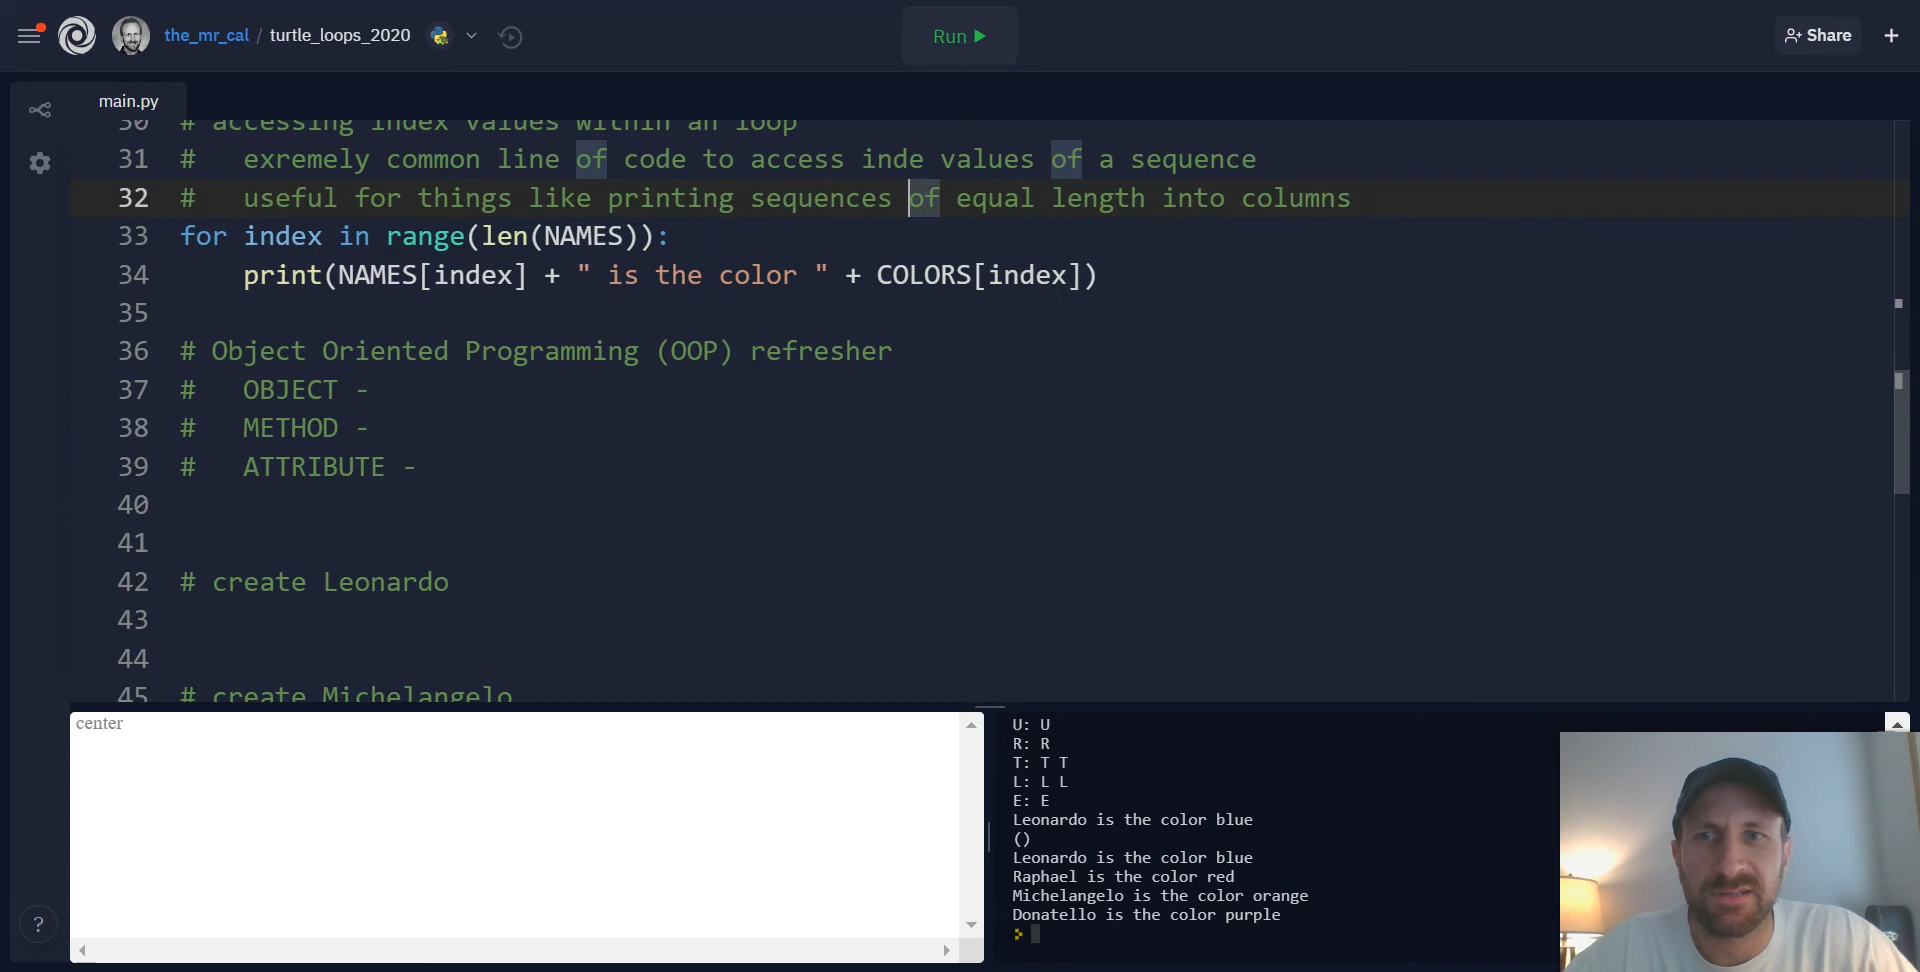 the_mr_cal / turtle_loops_2020
Run
Share
main.py
30 # accessing index values within an loop
31 #   exremely common line of code to access inde values of a sequence
32 #   useful for things like printing sequences of equal length into columns
33 for index in range(len(NAMES)):
34     print(NAMES[index] + " is the color " + COLORS[index])
35
36 # Object Oriented Programming (OOP) refresher
37 #   OBJECT -
38 #   METHOD -
39 #   ATTRIBUTE -
40
41
42 # create Leonardo
43
44
45 # create Michelangelo
center
U: U
R: R
T: T T
L: L L
E: E
Leonardo is the color blue
()
Leonardo is the color blue
Raphael is the color red
Michelangelo is the color orange
Donatello is the color purple
?